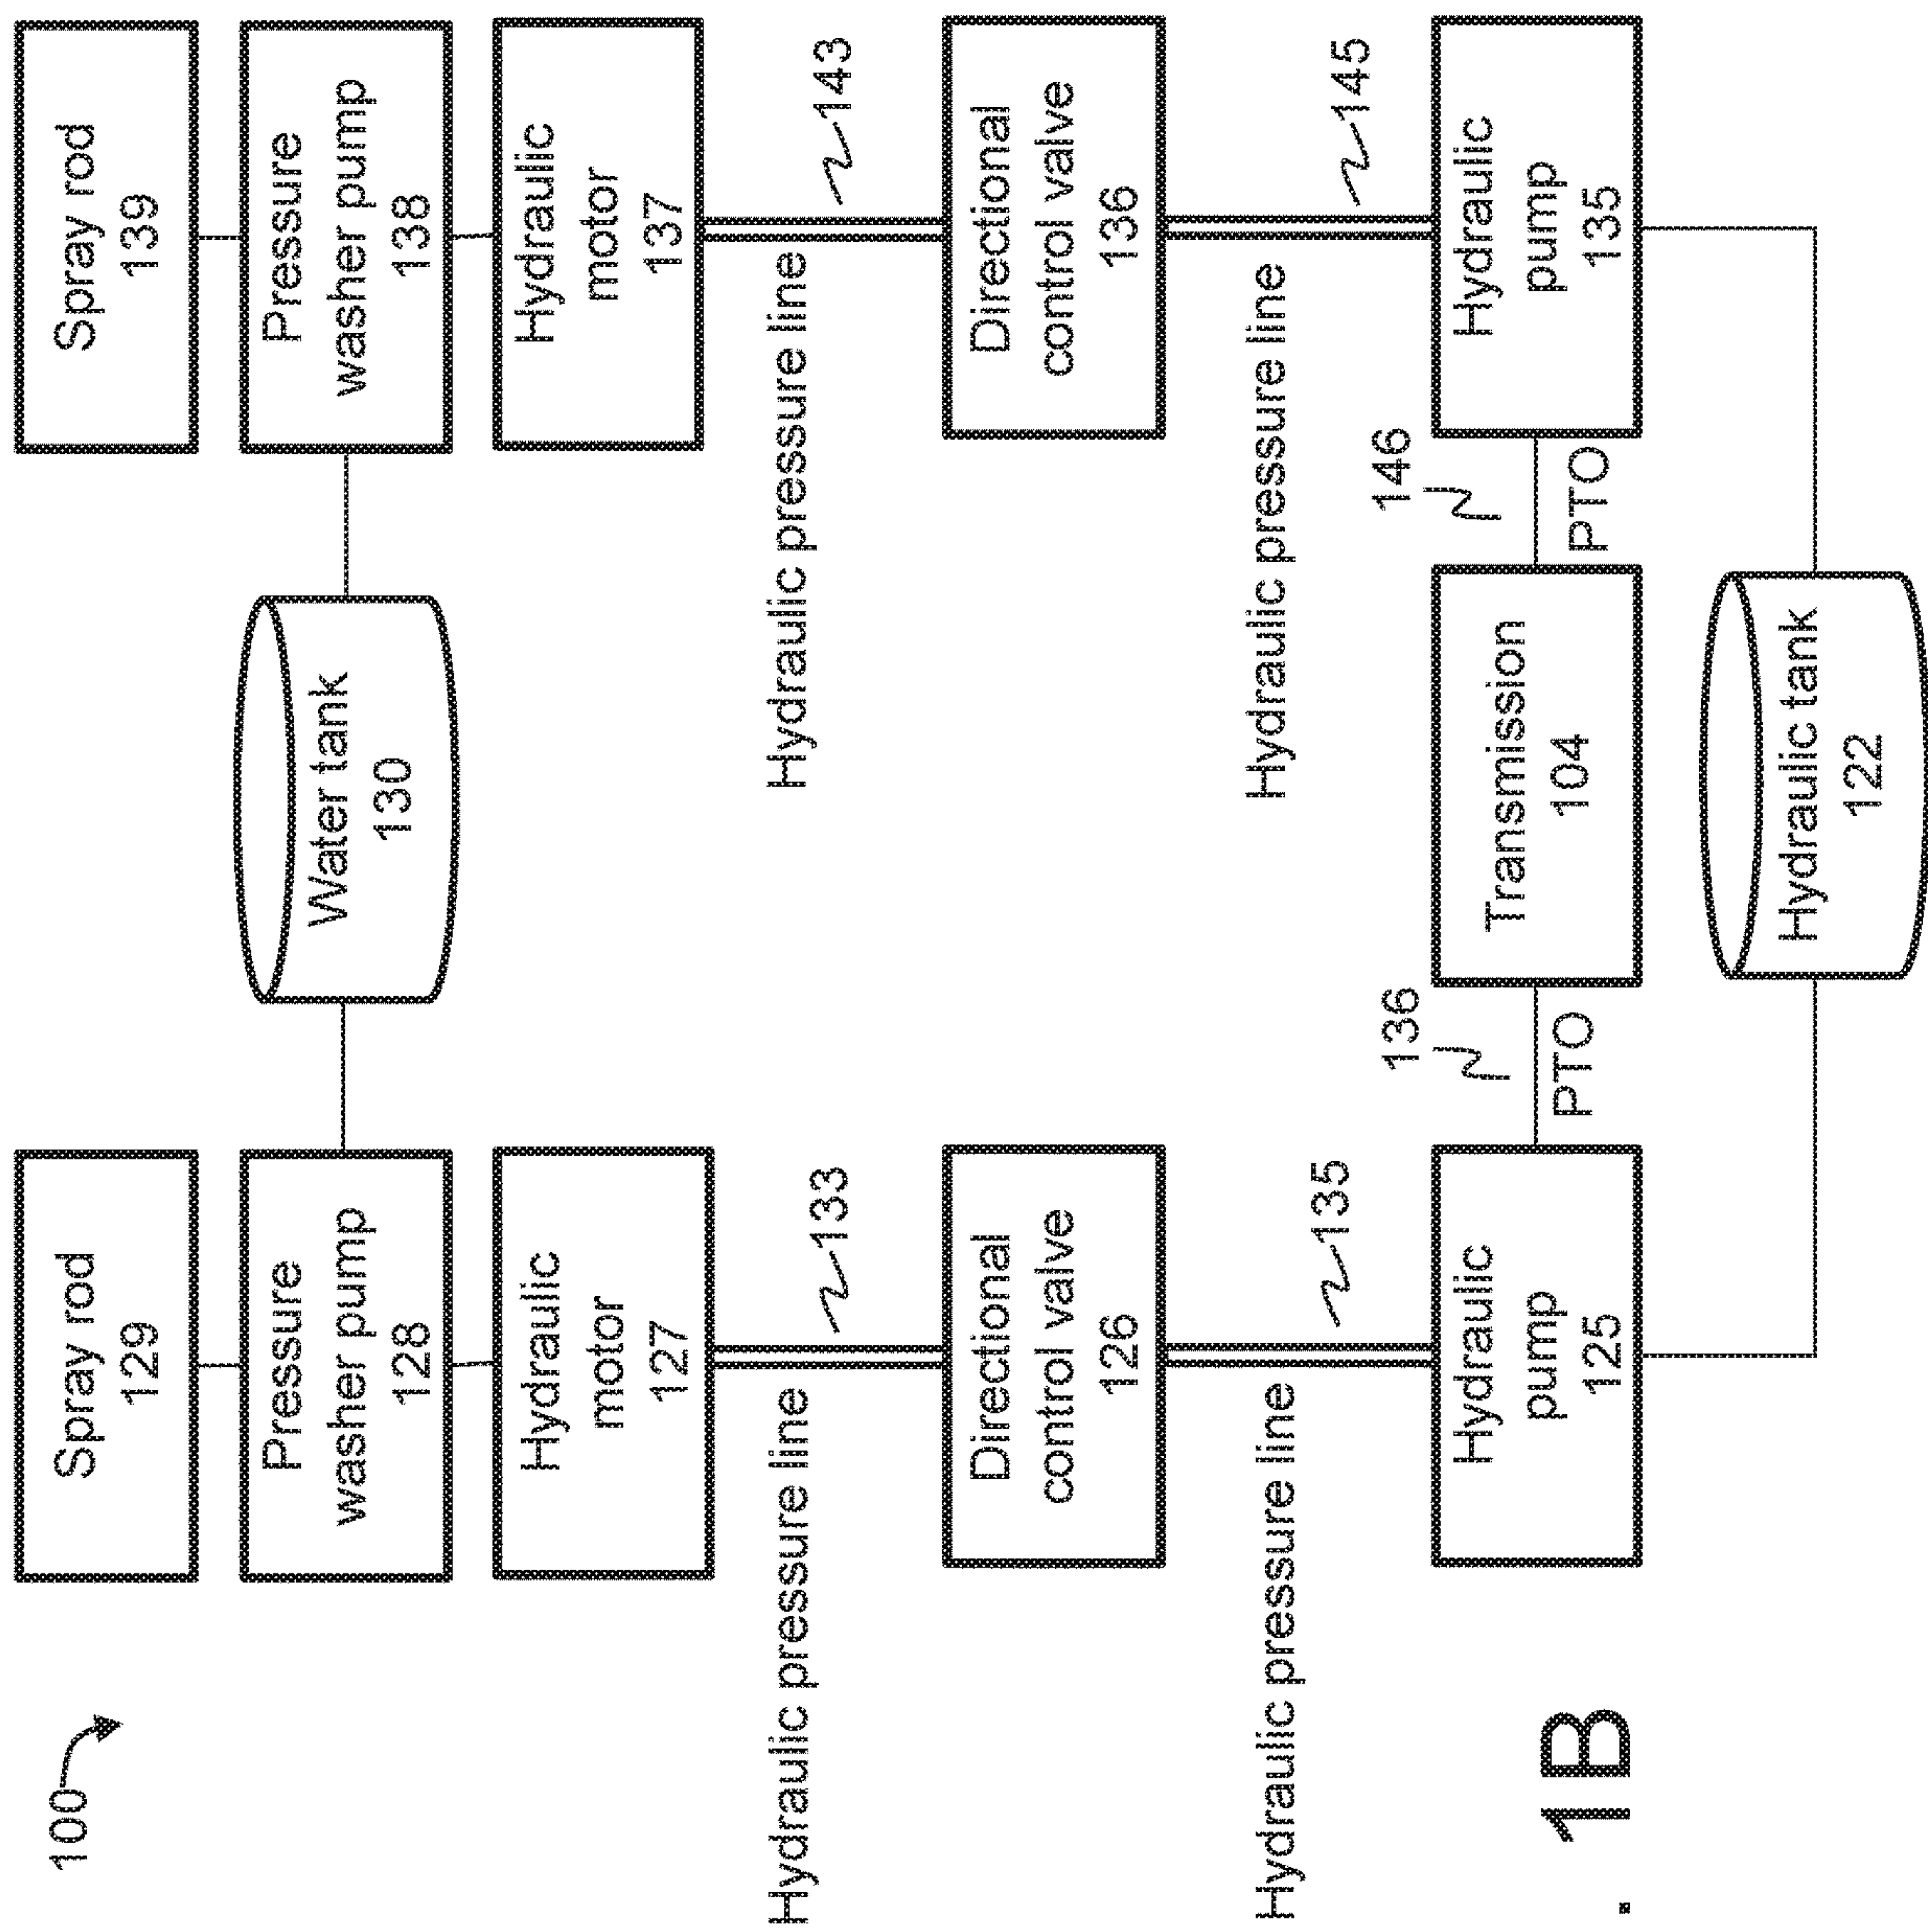 100
Spray rod
129
Spray rod
139
Pressure
washer pump
128
Water tank
130
Pressure
washer pump
138
Hydraulic
motor
127
Hydraulic
motor
137
Hydraulic pressure line
133
Hydraulic pressure line
143
Directional
control valve
126
Directional
control valve
136
Hydraulic pressure line
135
Hydraulic pressure line
145
Hydraulic
pump
125
136
PTO
Transmission
104
146
PTO
Hydraulic
pump
135
Hydraulic tank
122
. 1B